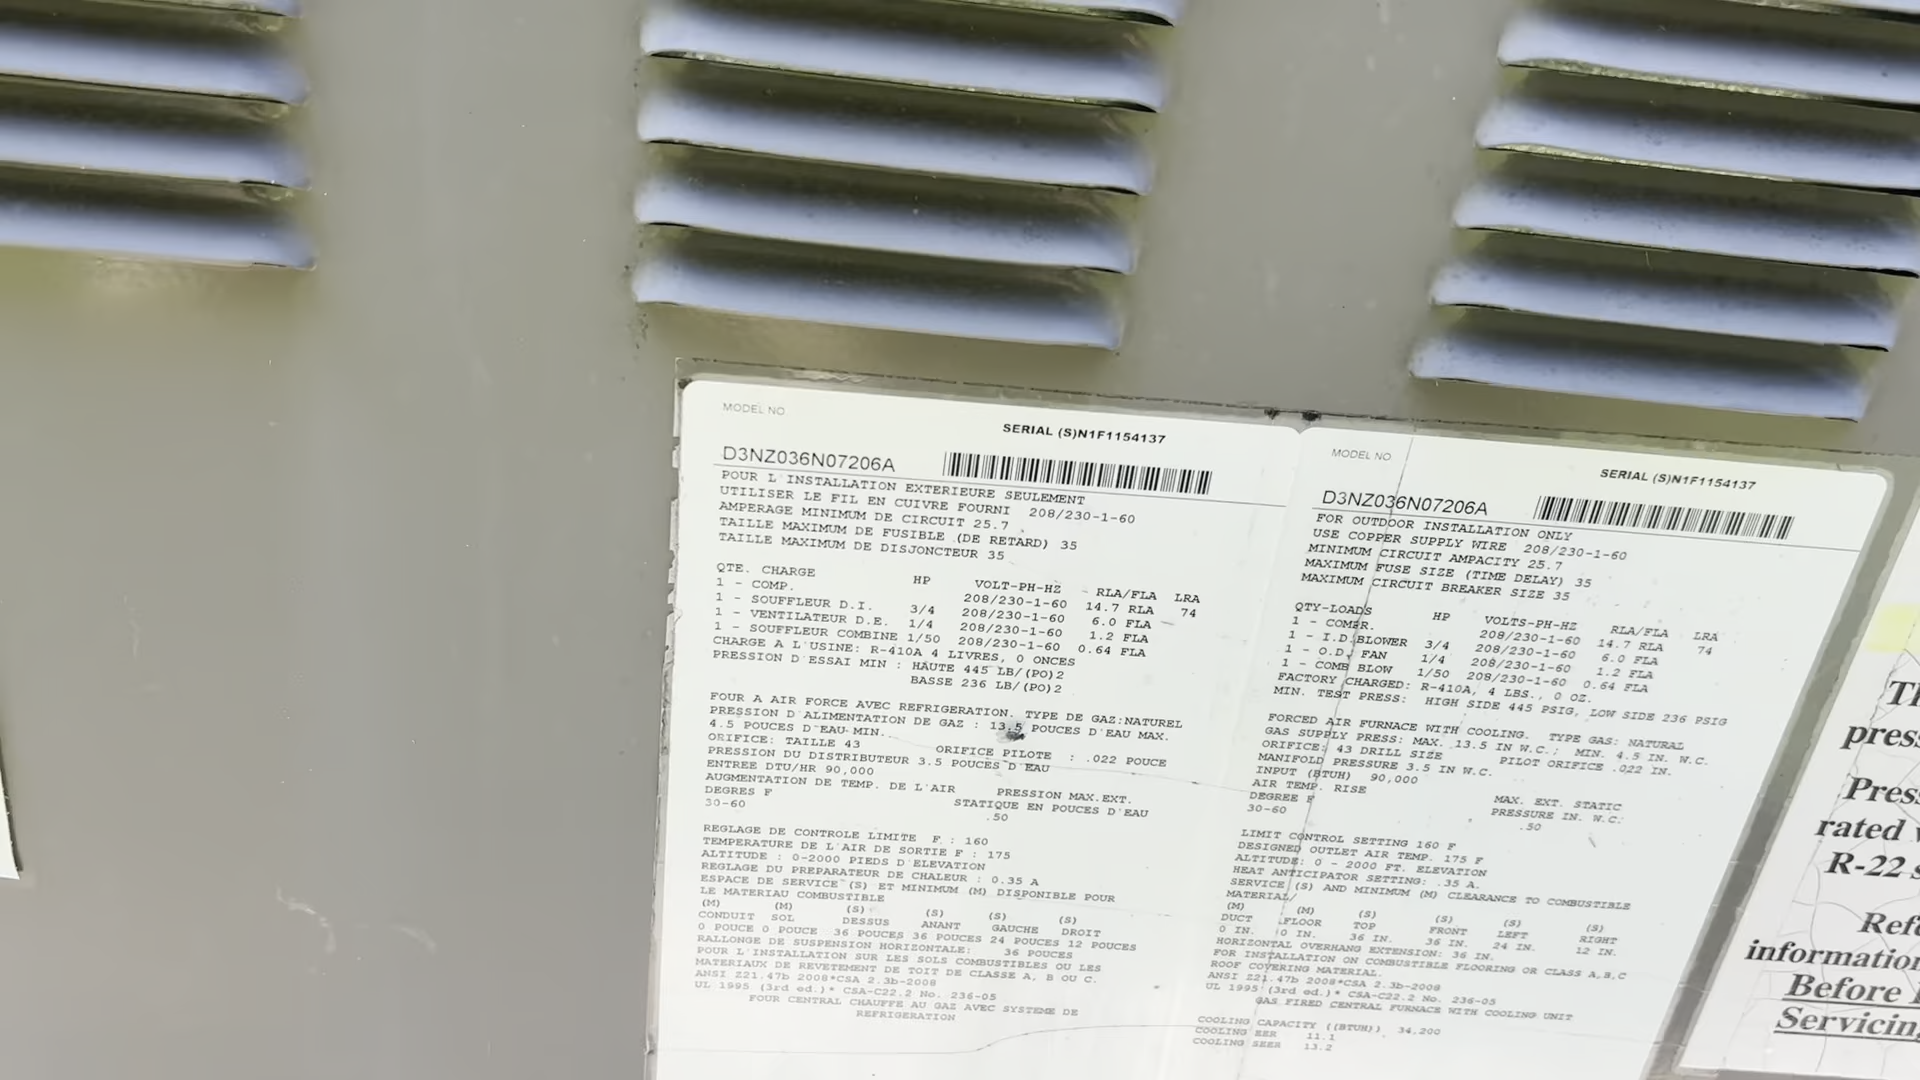 MODEL NO
SERIAL (S)N1F1154137
D3NZ036N07206A
POUR L'INSTALLATION EXTERIEURE SEULEMENT
UTILISER LE FIL EN CUIVRE FOURNI 208/230-1-60
AMPERAGE MINIMUM DE CIRCUIT 25.7
TAILLE MAXIMUM DE FUSIBLE (DE RETARD) 35
TAILLE MAXIMUM DE DISJONCTEUR 35
QTE. CHARGE HP VOLT-PH-HZ RLA/FLA LRA
1 - COMP. 208/230-1-60 14.7 RLA 74
1 - SOUFFLEUR D.I. 3/4 208/230-1-60 6.0 FLA
1 - VENTILATEUR D.E. 1/4 208/230-1-60 1.2 FLA
1 - SOUFFLEUR COMBINE 1/50 208/230-1-60 0.64 FLA
CHARGE A L'USINE: R-410A 4 LIVRES, 0 ONCES
PRESSION D'ESSAI MIN : HAUTE 445 LB/(PO)2
BASSE 236 LB/(PO)2
FOUR A AIR FORCE AVEC REFRIGERATION. TYPE DE GAZ:NATUREL
PRESSION D'ALIMENTATION DE GAZ : 13.5 POUCES D'EAU MAX.
4.5 POUCES D'EAU MIN.
ORIFICE: TAILLE 43 ORIFICE PILOTE : .022 POUCE
PRESSION DU DISTRIBUTEUR 3.5 POUCES D'EAU
ENTREE DTU/HR 90,000
AUGMENTATION DE TEMP. DE L'AIR PRESSION MAX.EXT.
DEGRES F STATIQUE EN POUCES D'EAU
30-60 .50
REGLAGE DE CONTROLE LIMITE F. : 160
TEMPERATURE DE L'AIR DE SORTIE F : 175
ALTITUDE : 0-2000 PIEDS D'ELEVATION
REGLAGE DU PREPARATEUR DE CHALEUR : 0.35 A
ESPACE DE SERVICE (S) ET MINIMUM (M) DISPONIBLE POUR
LE MATERIAU COMBUSTIBLE
(M) (M) (S) (S) (S) (S)
CONDUIT SOL DESSUS ANANT GAUCHE DROIT
0 POUCE 0 POUCE 36 POUCES 36 POUCES 24 POUCES 12 POUCES
RALLONGE DE SUSPENSION HORIZONTALE: 36 POUCES
POUR L'INSTALLATION SUR LES SOLS COMBUSTIBLES OU LES
MATERIAUX DE REVETEMENT DE TOIT DE CLASSE A, B OU C.
ANSI Z21.47b 2008*CSA 2.3b-2008
UL 1995 (3rd ed.)* CSA-C22.2 No. 236-05
FOUR CENTRAL CHAUFFE AU GAZ AVEC SYSTEME DE
REFRIGERATION
MODEL NO
SERIAL (S)N1F1154137
D3NZ036N07206A
FOR OUTDOOR INSTALLATION ONLY
USE COPPER SUPPLY WIRE 208/230-1-60
MINIMUM CIRCUIT AMPACITY 25.7
MAXIMUM FUSE SIZE (TIME DELAY) 35
MAXIMUM CIRCUIT BREAKER SIZE 35
QTY-LOADS HP VOLTS-PH-HZ RLA/FLA LRA
1 - COMPR. 208/230-1-60 14.7 RLA 74
1 - I.D.BLOWER 3/4 208/230-1-60 6.0 FLA
1 - O.D. FAN 1/4 208/230-1-60 1.2 FLA
1 - COMB BLOW 1/50 208/230-1-60 0.64 FLA
FACTORY CHARGED: R-410A, 4 LBS., 0 OZ.
MIN. TEST PRESS: HIGH SIDE 445 PSIG, LOW SIDE 236 PSIG
FORCED AIR FURNACE WITH COOLING. TYPE GAS: NATURAL
GAS SUPPLY PRESS: MAX. 13.5 IN W.C.; MIN. 4.5 IN. W.C.
ORIFICE: 43 DRILL SIZE PILOT ORIFICE .022 IN.
MANIFOLD PRESSURE 3.5 IN W.C.
INPUT (BTUH) 90,000
AIR TEMP. RISE MAX. EXT. STATIC
DEGREE F PRESSURE IN. W.C:
30-60 .50
LIMIT CONTROL SETTING 160 F
DESIGNED OUTLET AIR TEMP. 175 F
ALTITUDE: 0 - 2000 FT. ELEVATION
HEAT ANTICIPATOR SETTING: .35 A.
SERVICE (S) AND MINIMUM (M) CLEARANCE TO COMBUSTIBLE
MATERIAL/
(M) (M) (S) (S) (S) (S)
DUCT FLOOR TOP FRONT LEFT RIGHT
0 IN. 0 IN. 36 IN. 36 IN. 24 IN. 12 IN.
HORIZONTAL OVERHANG EXTENSION: 36 IN.
FOR INSTALLATION ON COMBUSTIBLE FLOORING OR CLASS A,B,C
ROOF COVERING MATERIAL.
ANSI Z21.47b 2008*CSA 2.3b-2008
UL 1995 (3rd ed.)* CSA-C22.2 No. 236-05
GAS FIRED CENTRAL FURNACE WITH COOLING UNIT
COOLING CAPACITY ((BTUH)) 34,200
COOLING EER 11.1
COOLING SEER 13.2
Th
press
Press
rated
R-22 s
Refe
information
Before
Servicing